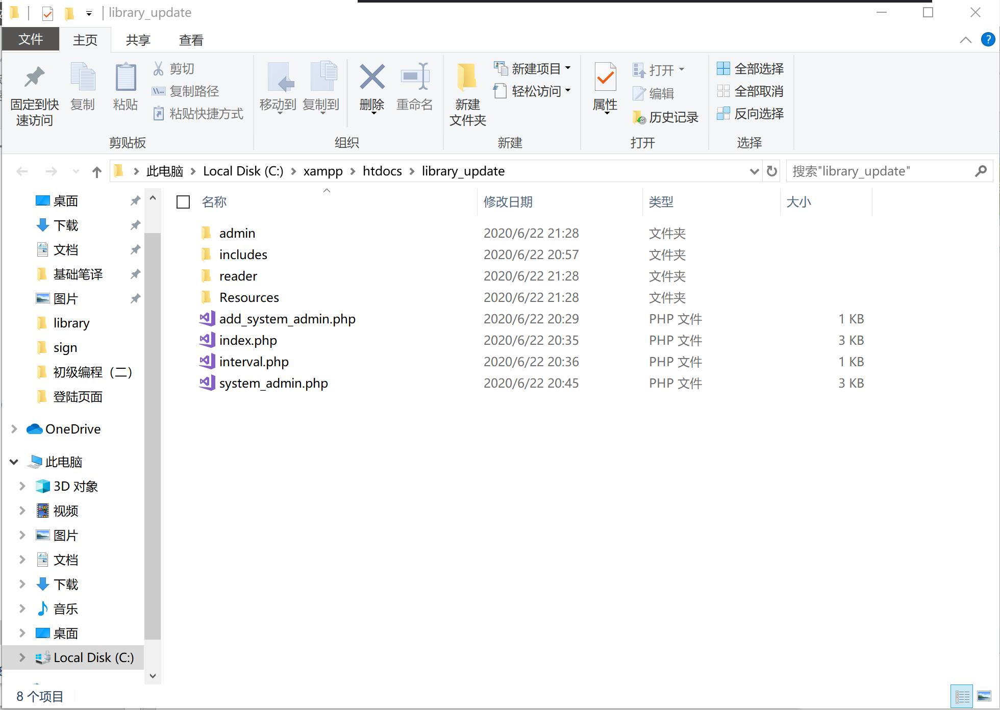 library_update
文件 主页 共享 查看
固定到快速访问
复制
粘贴
剪切
复制路径
粘贴快捷方式
剪贴板
移动到
复制到
删除
重命名
组织
新建文件夹
新建项目
轻松访问
新建
属性
打开
编辑
历史记录
打开
全部选择
全部取消
反向选择
选择
此电脑 Local Disk (C:) xampp htdocs library_update
搜索"library_update"
桌面
下载
文档
基础笔译
图片
library
sign
初级编程（二）
登陆页面
OneDrive
此电脑
3D 对象
视频
图片
文档
下载
音乐
桌面
Local Disk (C:)
名称 修改日期 类型 大小
admin 2020/6/22 21:28 文件夹
includes 2020/6/22 20:57 文件夹
reader 2020/6/22 21:28 文件夹
Resources 2020/6/22 21:28 文件夹
add_system_admin.php 2020/6/22 20:29 PHP 文件 1 KB
index.php 2020/6/22 20:35 PHP 文件 3 KB
interval.php 2020/6/22 20:36 PHP 文件 1 KB
system_admin.php 2020/6/22 20:45 PHP 文件 3 KB
8 个项目